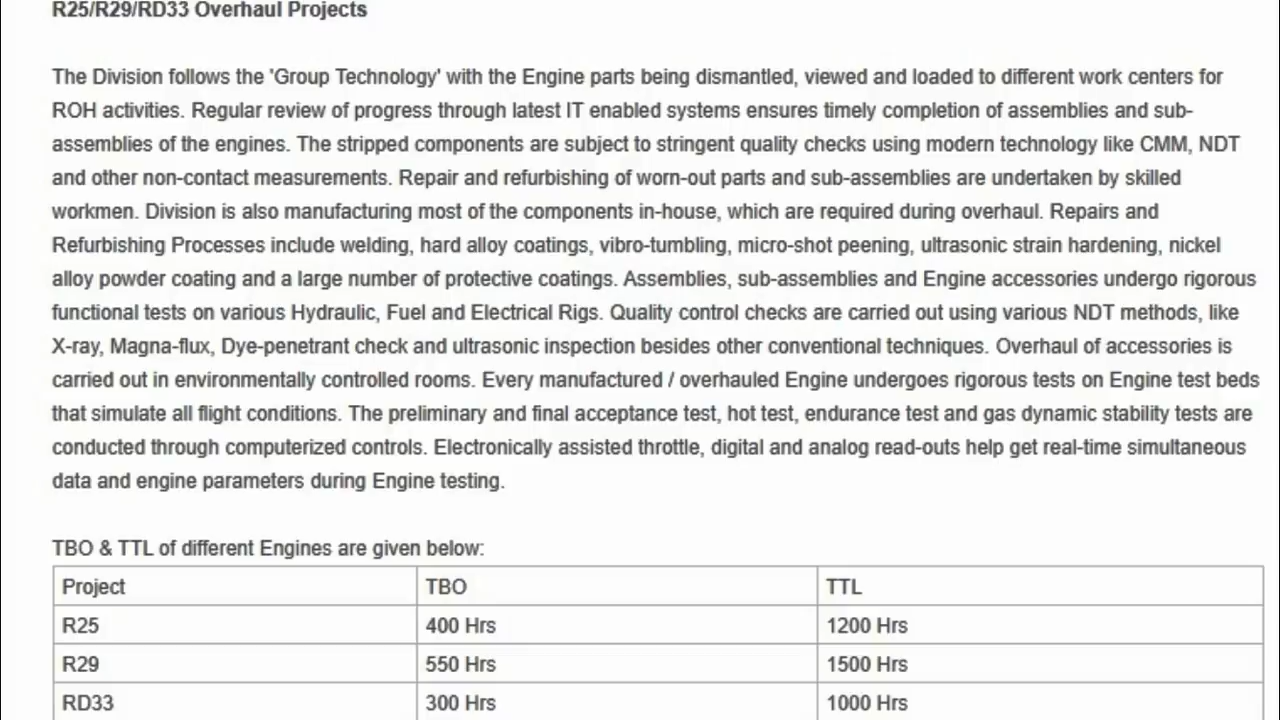 R25/R29/RD33 Overhaul Projects
The Division follows the 'Group Technology' with the Engine parts being dismantled, viewed and loaded to different work centers for
ROH activities. Regular review of progress through latest IT enabled systems ensures timely completion of assemblies and sub-
assemblies of the engines. The stripped components are subject to stringent quality checks using modern technology like CMM, NDT
and other non-contact measurements. Repair and refurbishing of worn-out parts and sub-assemblies are undertaken by skilled
workmen. Division is also manufacturing most of the components in-house, which are required during overhaul. Repairs and
Refurbishing Processes include welding, hard alloy coatings, vibro-tumbling, micro-shot peening, ultrasonic strain hardening, nickel
alloy powder coating and a large number of protective coatings. Assemblies, sub-assemblies and Engine accessories undergo rigorous
functional tests on various Hydraulic, Fuel and Electrical Rigs. Quality control checks are carried out using various NDT methods, like
X-ray, Magna-flux, Dye-penetrant check and ultrasonic inspection besides other conventional techniques. Overhaul of accessories is
carried out in environmentally controlled rooms. Every manufactured / overhauled Engine undergoes rigorous tests on Engine test beds
that simulate all flight conditions. The preliminary and final acceptance test, hot test, endurance test and gas dynamic stability tests are
conducted through computerized controls. Electronically assisted throttle, digital and analog read-outs help get real-time simultaneous
data and engine parameters during Engine testing.
TBO & TTL of different Engines are given below:
Project TBO TTL
R25 400 Hrs 1200 Hrs
R29 550 Hrs 1500 Hrs
RD33 300 Hrs 1000 Hrs